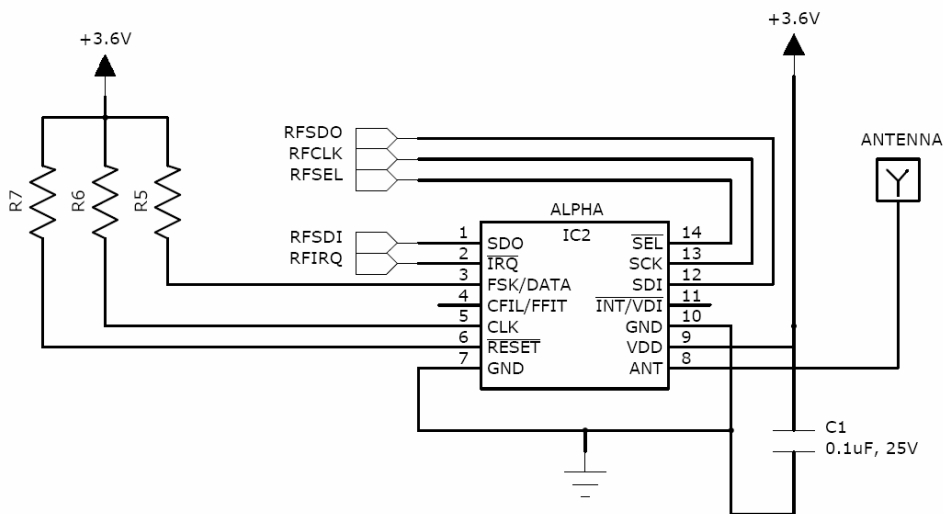 +3.6V
+3.6V
RFSDO
RFCLK
RFSEL
ANTENNA
R7
R6
R5
ALPHA
IC2
RFSDI
RFIRQ
1 SDO
2 IRQ
3 FSK/DATA
4 CFIL/FFIT
5 CLK
6 RESET
7 GND
SEL 14
SCK 13
SDI 12
INT/VDI 11
GND 10
VDD 9
ANT 8
C1
0.1uF, 25V